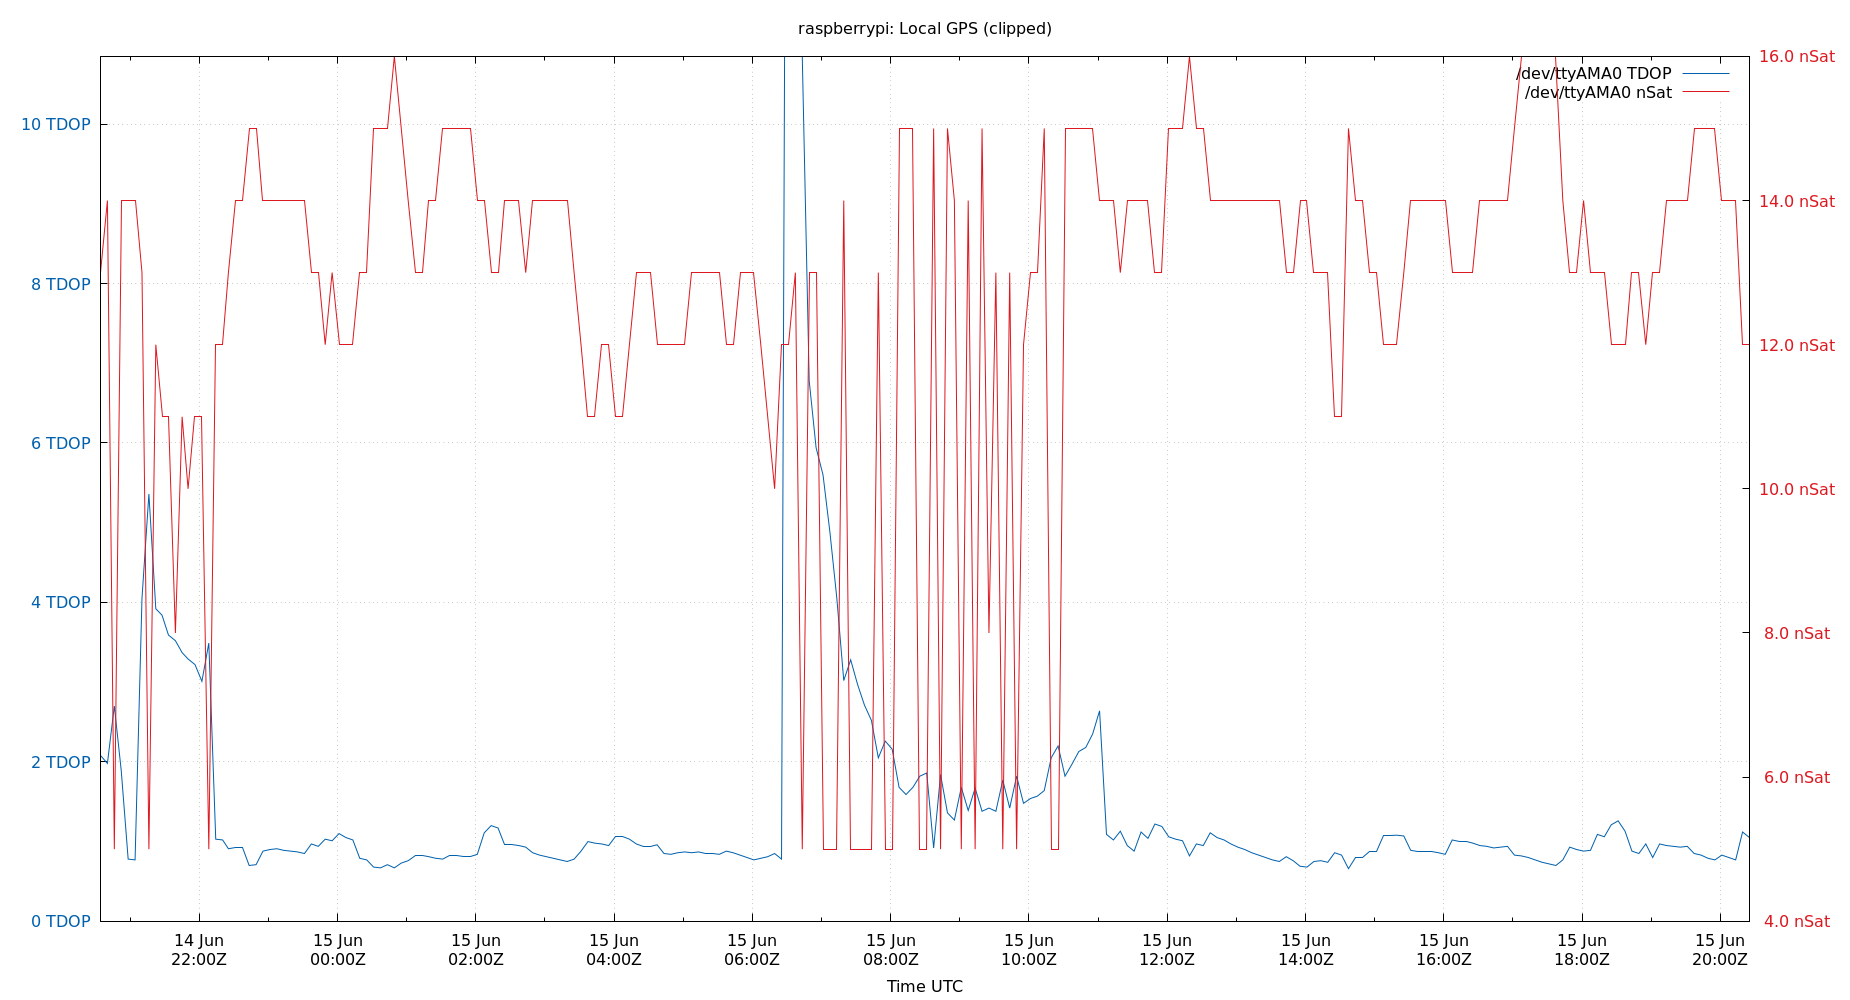 raspberrypi: Local GPS (clipped)
16.0 nSat
/dev/ttyAMA0 TDOP
/dev/ttyAMA0 nSat
10 TDOP
14.0 nSat
8 TDOP
12.0 nSat
6 TDOP
10.0 nSat
4 TDOP
8.0 nSat
2 TDOP
6.0 nSat
0 TDOP
4.0 nSat
14 Jun 15 Jun 15 Jun 15 Jun 15 Jun 15 Jun 15 Jun 15 Jun 15 Jun 15 Jun 15 Jun 15 Jun
22:00Z 00:00Z 02:00Z 04:00Z 06:00Z 08:00Z 10:00Z 12:00Z 14:00Z 16:00Z 18:00Z 20:00Z
Time UTC